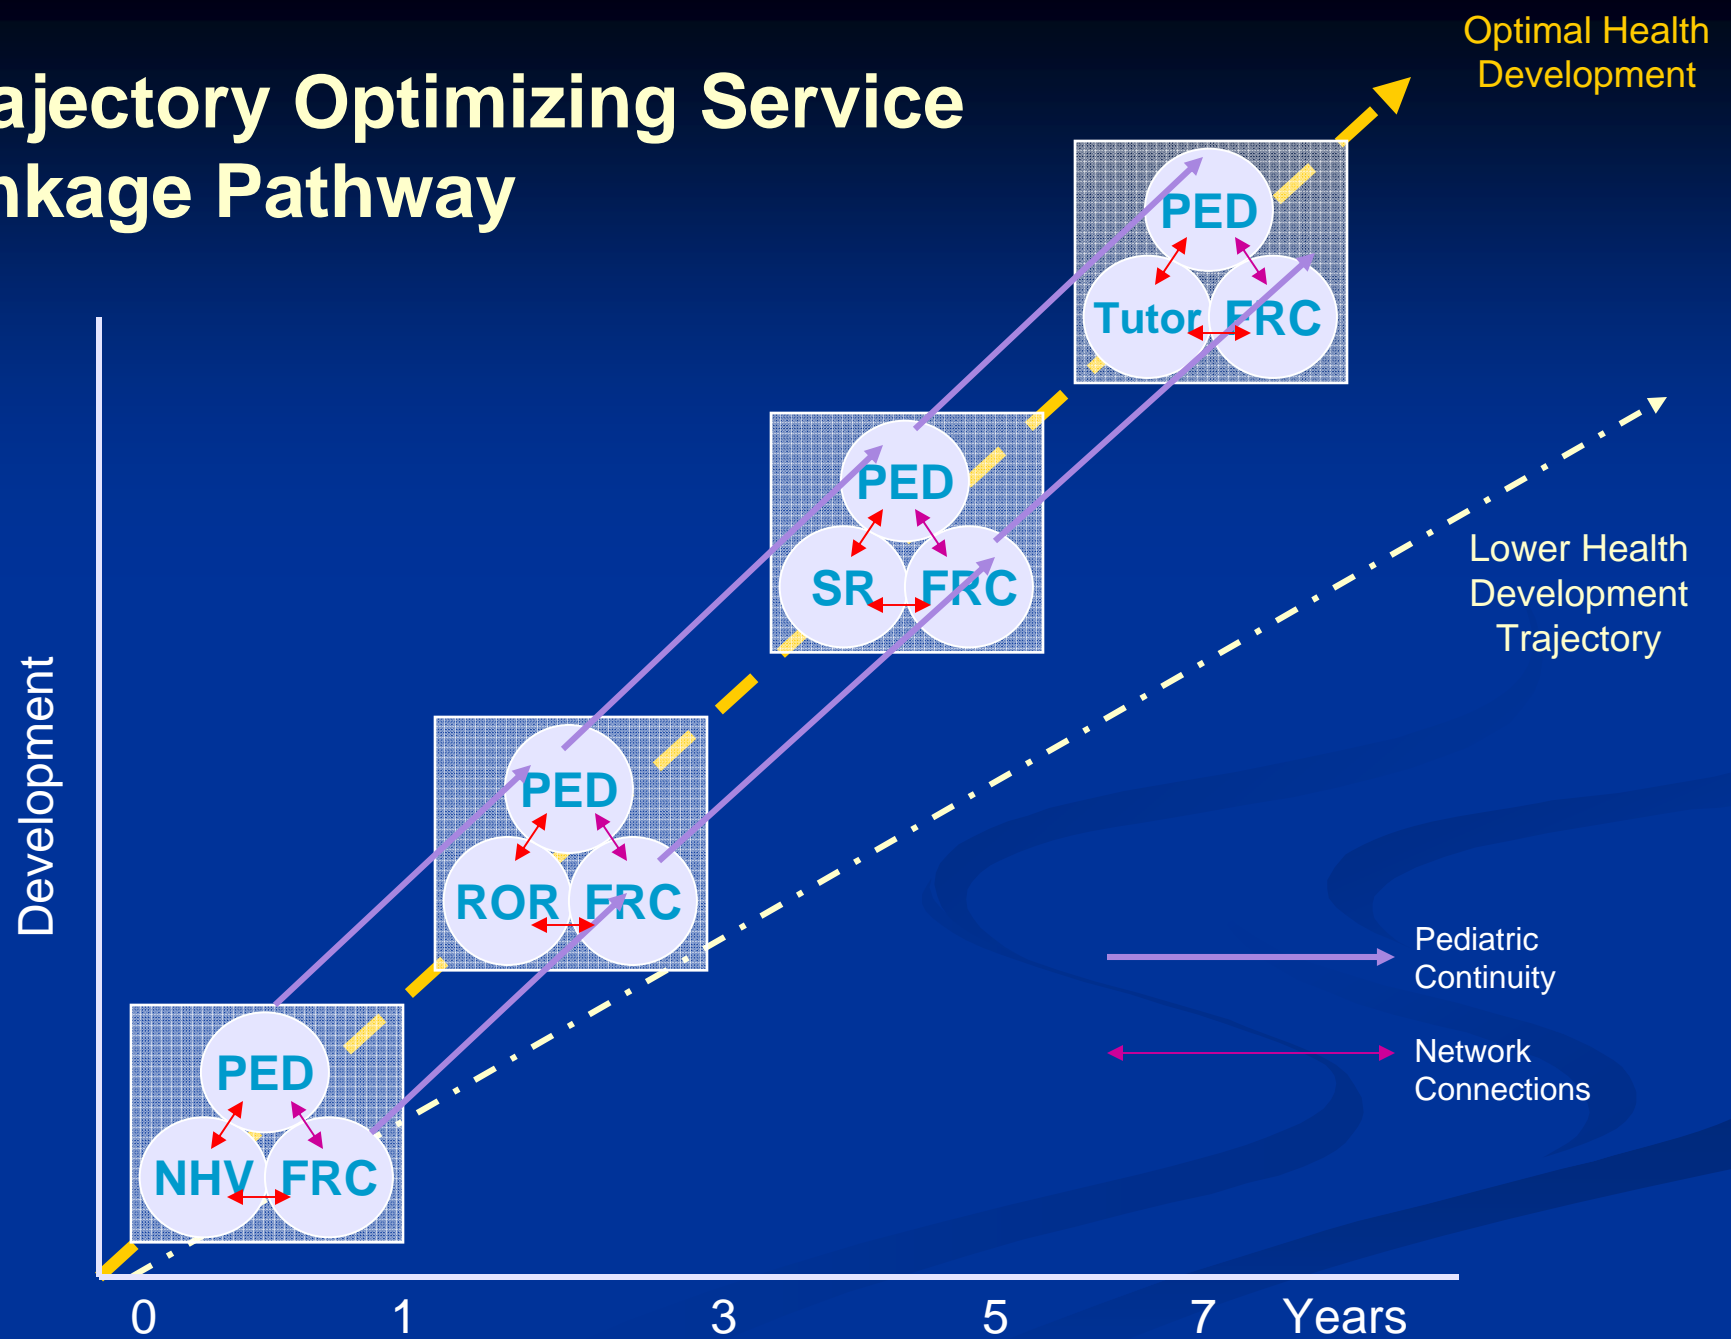 Optimal Health
Development
ajectory Optimizing Service
nkage Pathway
PED
Tutor FRC
PED
SR FRC
Lower Health
Development
Trajectory
Development
PED
ROR FRC
Pediatric
Continuity
PED
NHV FRC
Network
Connections
0 1 3 5 7 Years